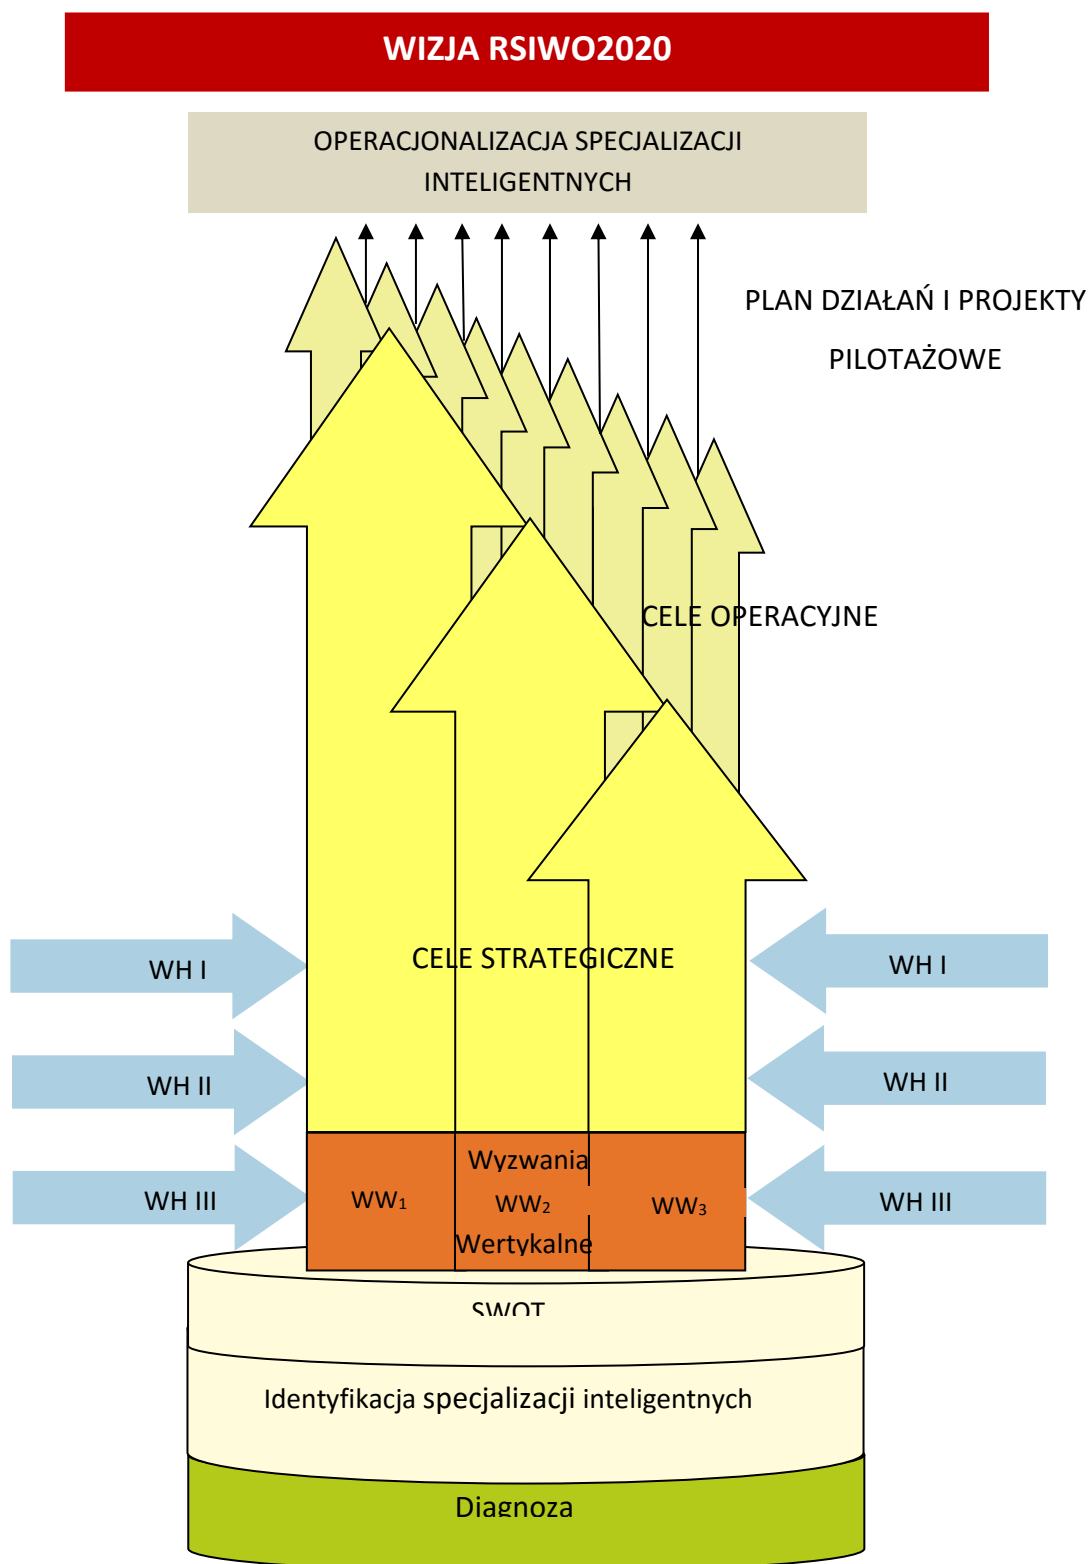 WIZJA RSIWO2020
OPERACJONALIZACJA SPECJALIZACJI
INTELIGENTNYCH
PLAN DZIAŁAŃ I PROJEKTY
PILOTAŻOWE
CELE OPERACYJNE
CELE STRATEGICZNE
WH I
WH I
WH II
WH II
Wyzwania
WH III
WW₁
WW₂
WW₃
WH III
Wertykalne
SWOT
Identyfikacja specjalizacji inteligentnych
Diagnoza